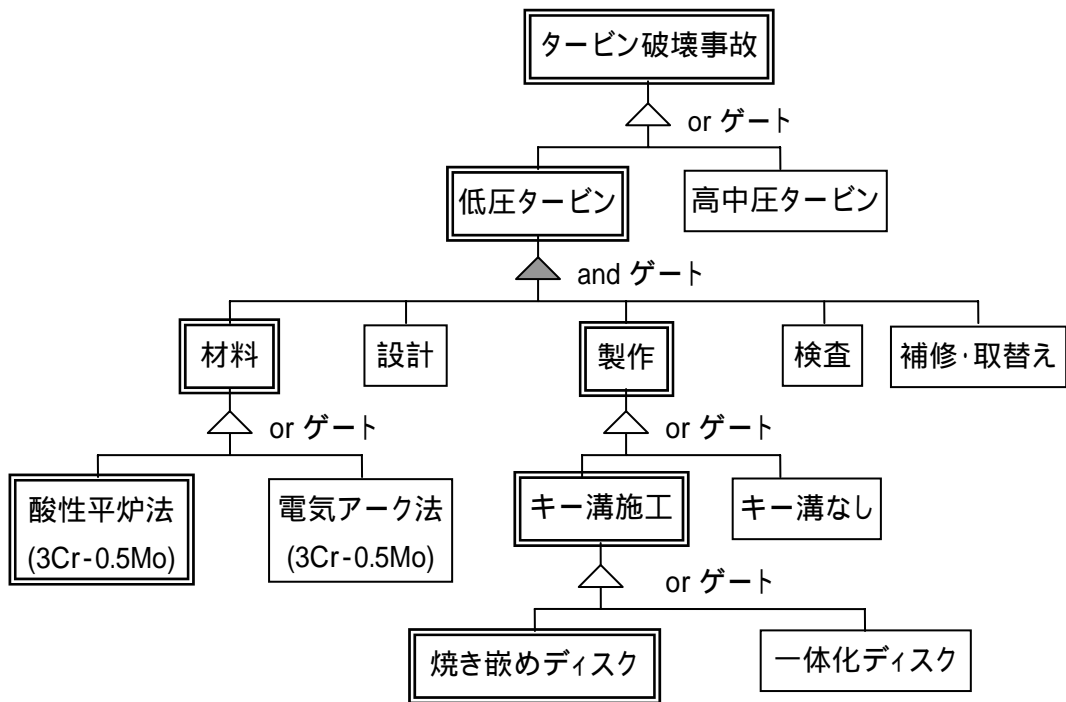 タービン破壊事故
or ゲート
低圧タービン
高中圧タービン
and ゲート
材料
設計
製作
検査
補修・取替え
or ゲート
or ゲート
酸性平炉法
(3Cr-0.5Mo)
電気アーク法
(3Cr-0.5Mo)
キー溝施工
キー溝なし
or ゲート
焼き嵌めディスク
一体化ディスク